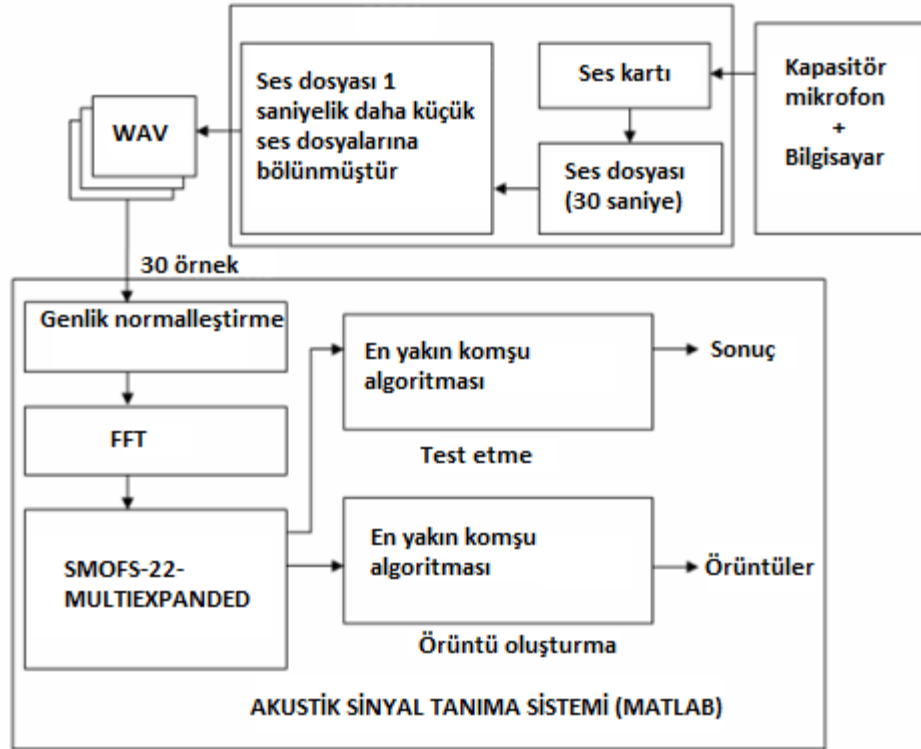 Kapasitör
mikrofon
+
Bilgisayar
Ses kartı
Ses dosyası
(30 saniye)
Ses dosyası 1
saniyelik daha küçük
ses dosyalarına
bölünmüştür
WAV
30 örnek
Genlik normalleştirme
FFT
SMOFS-22-
MULTIEXPANDED
En yakın komşu
algoritması
Test etme
Sonuç
En yakın komşu
algoritması
Örüntü oluşturma
Örüntüler
AKUSTİK SİNYAL TANIMA SİSTEMİ (MATLAB)